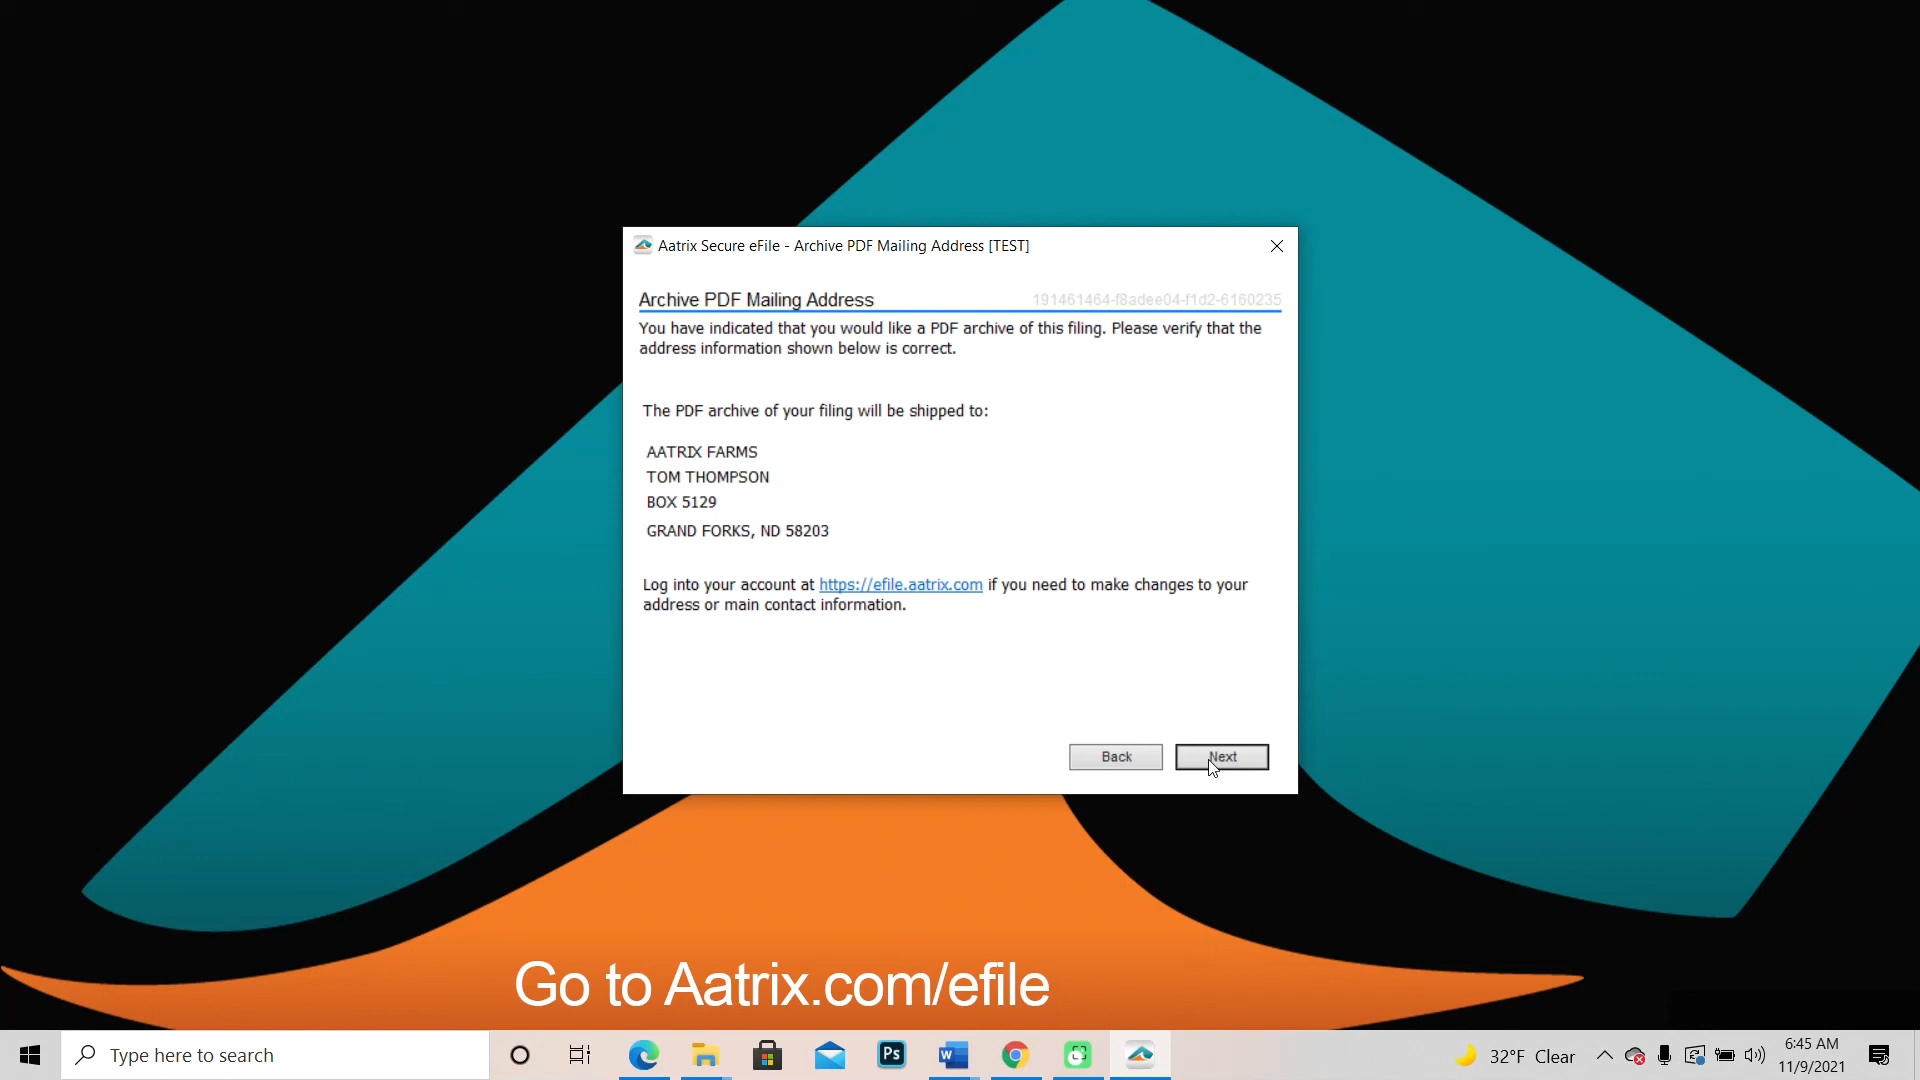 Aatrix Secure eFile - Archive PDF Mailing Address [TEST]
Archive PDF Mailing Address
191461464-f8adee04-f1d2-6160235
You have indicated that you would like a PDF archive of this filing. Please verify that the
address information shown below is correct.
The PDF archive of your filing will be shipped to:
AATRIX FARMS
TOM THOMPSON
BOX 5129
GRAND FORKS, ND 58203
Log into your account at https://efile.aatrix.com if you need to make changes to your
address or main contact information.
Back
Next
Go to Aatrix.com/efile
Type here to search
Ps
W
32°F Clear
6:45 AM
11/9/2021